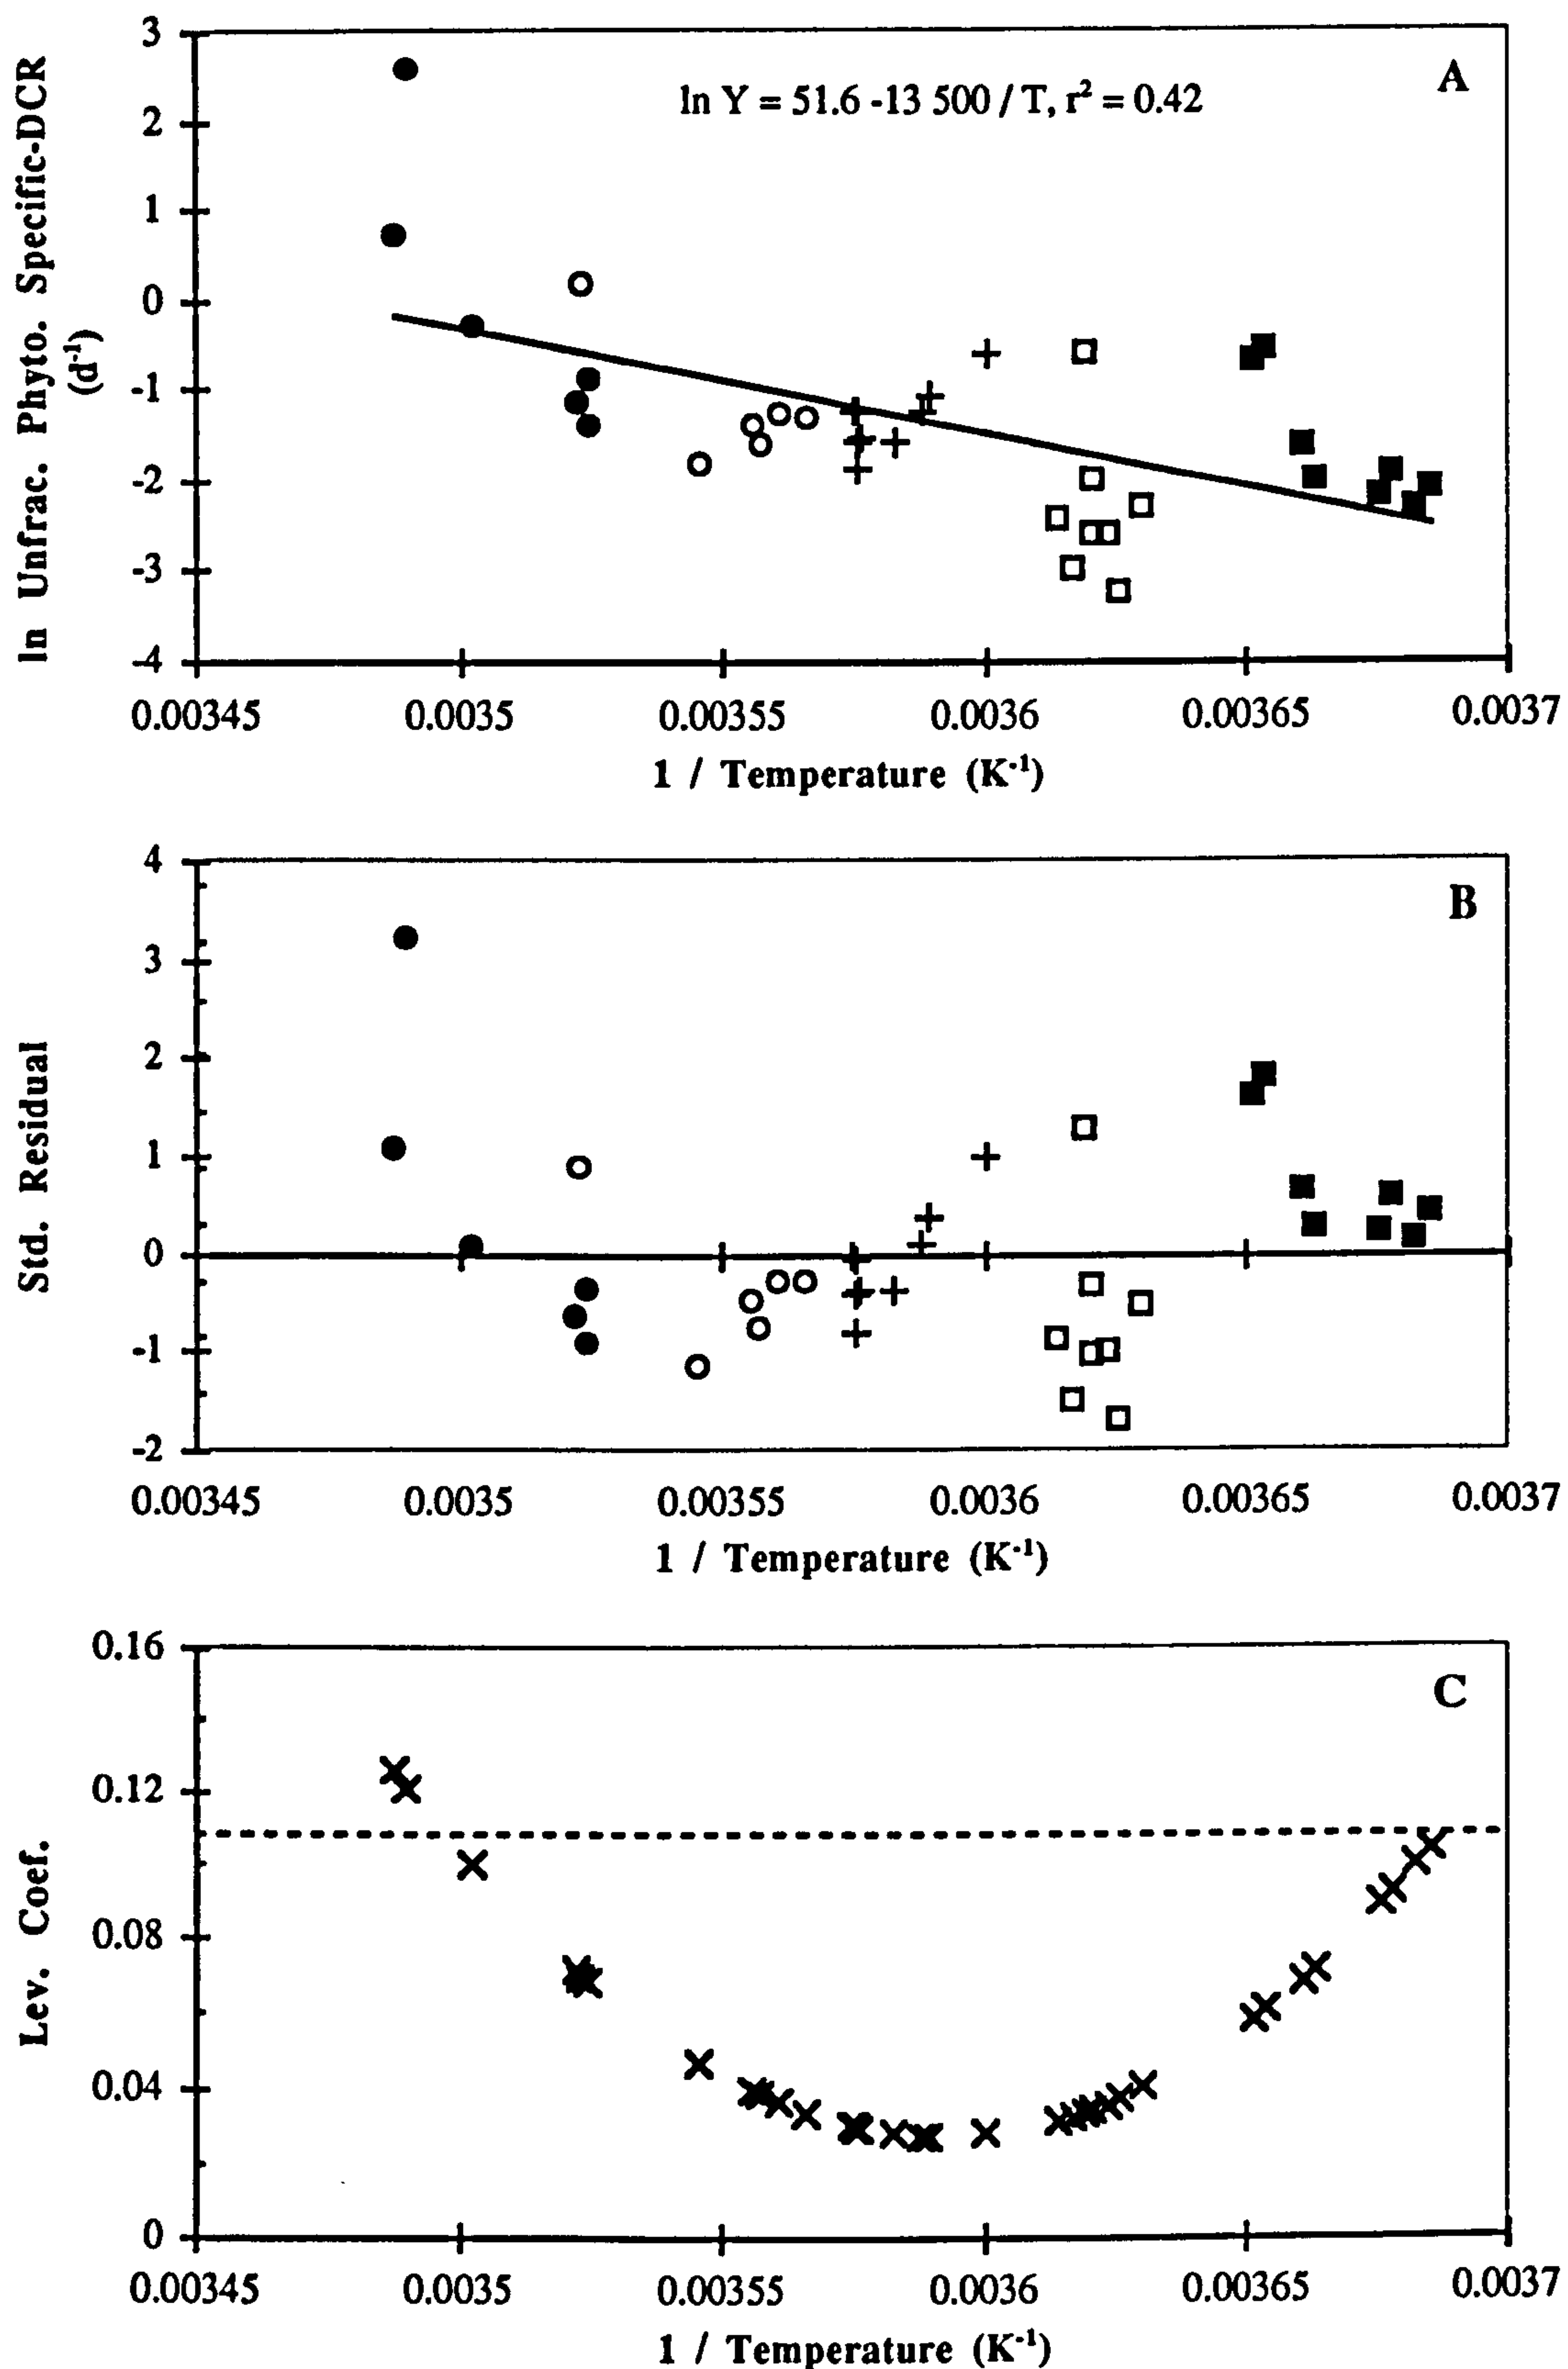 3
2
1
0
-1
-2
-3
-4
ln Unfrac. Phyto. Specific-DCR
(d⁻¹)
ln Y = 51.6 -13 500 / T, r² = 0.42
A
0.00345 0.0035 0.00355 0.0036 0.00365 0.0037
1 / Temperature (K⁻¹)
4
3
2
1
0
-1
-2
Std. Residual
B
0.00345 0.0035 0.00355 0.0036 0.00365 0.0037
1 / Temperature (K⁻¹)
0.16
0.12
0.08
0.04
0
Lev. Coef.
C
0.00345 0.0035 0.00355 0.0036 0.00365 0.0037
1 / Temperature (K⁻¹)